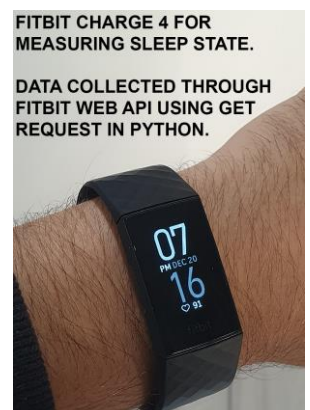 FITBIT CHARGE 4 FOR
MEASURING SLEEP STATE.
DATA COLLECTED THROUGH
FITBIT WEB API USING GET
REQUEST IN PYTHON.
07
PM DEC 20
16
♡ 91
fitbit